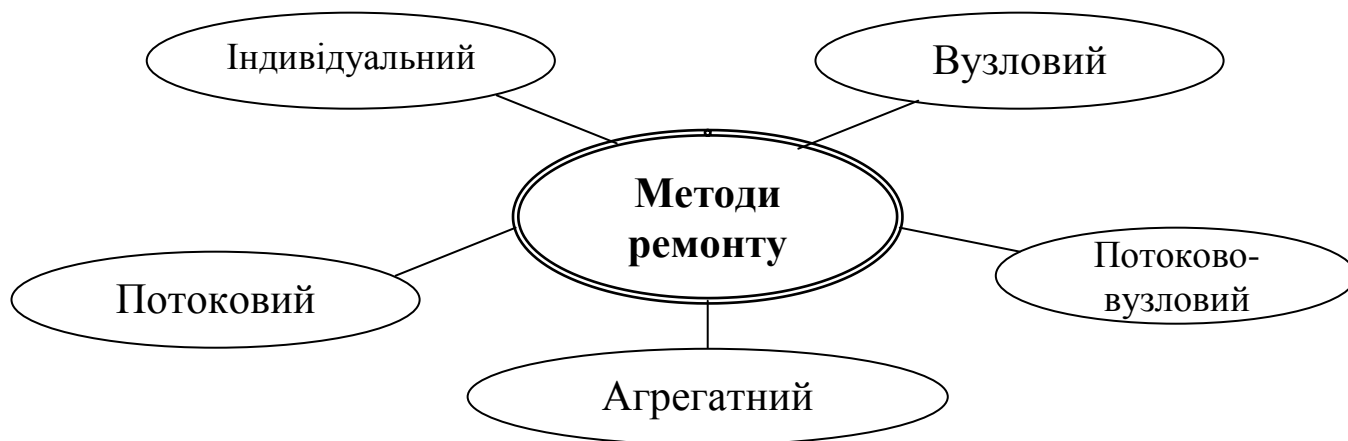 Індивідуальний
Вузловий
Методи
ремонту
Потоковий
Потоково-
вузловий
Агрегатний